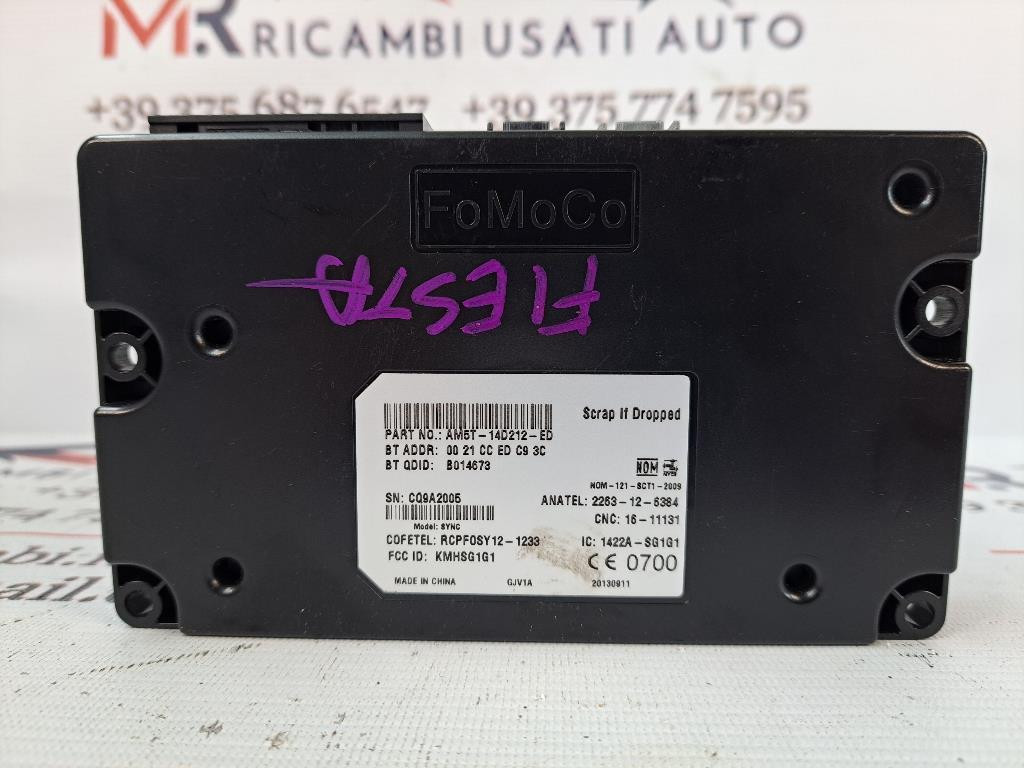 MR RICAMBI USATI AUTO
+39 375 687 6547 +39 375 774 7595
FoMoCo
FIESTA
Scrap If Dropped
PART NO.: AM5T-14D212-ED
BT ADDR: 00 21 CC ED C9 3C
BT QDID: B014673
NOM
NOM-121-SCT1-2009
SN: CQ9A2005
ANATEL: 2263-12-6384
CNC: 16-11131
Model: SYNC
COFETEL: RCPFOSY12-1233 IC: 1422A-SG1G1
FCC ID: KMHSG1G1 CE 0700
MADE IN CHINA GJV1A 20130911